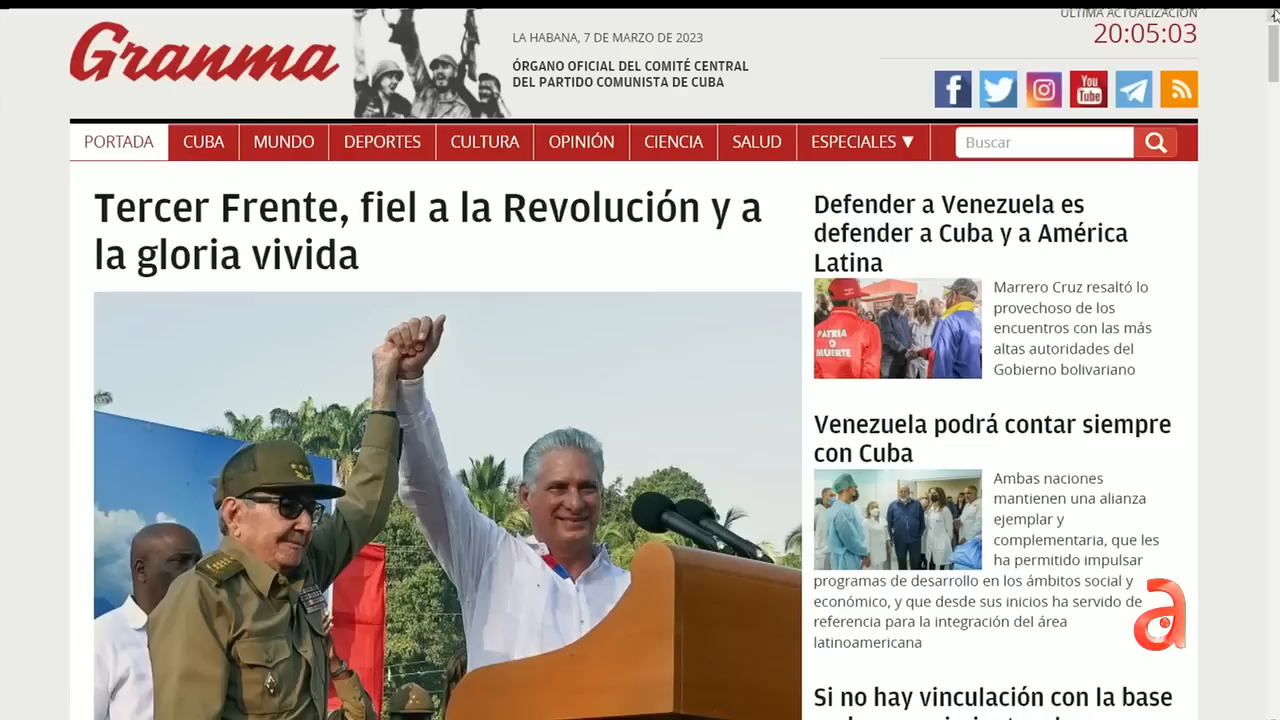 Granma
LA HABANA, 7 DE MARZO DE 2023
ÓRGANO OFICIAL DEL COMITÉ CENTRAL
DEL PARTIDO COMUNISTA DE CUBA
ÚLTIMA ACTUALIZACIÓN
20:05:03
f
You
Tube
PORTADA CUBA MUNDO DEPORTES CULTURA OPINIÓN CIENCIA SALUD ESPECIALES ▼ Buscar
Tercer Frente, fiel a la Revolución y a
la gloria vivida
Defender a Venezuela es
defender a Cuba y a América
Latina
PATRIA
O
MUERTE
Marrero Cruz resaltó lo
provechoso de los
encuentros con las más
altas autoridades del
Gobierno bolivariano
Venezuela podrá contar siempre
con Cuba
Ambas naciones
mantienen una alianza
ejemplar y
complementaria, que les
ha permitido impulsar
programas de desarrollo en los ámbitos social y
económico, y que desde sus inicios ha servido de
referencia para la integración del área
latinoamericana
a
Si no hay vinculación con la base